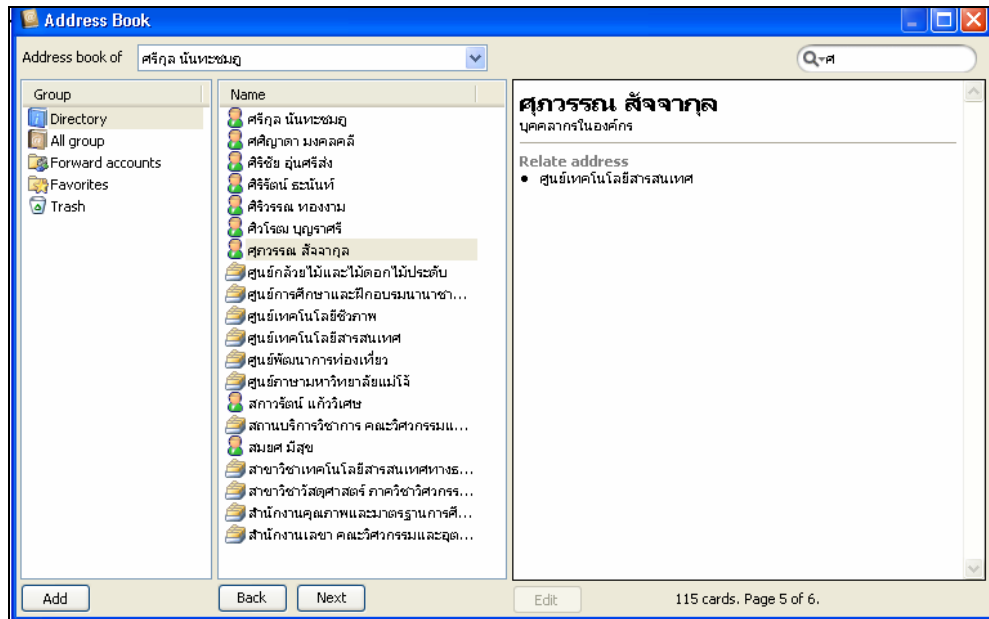 Address Book
Address book of ศรีกุล นันทะชมภู
ศ
Group
Directory
All group
Forward accounts
Favorites
Trash
Add
Name
ศรีกุล นันทะชมภู
ศศิญาดา มงคลคลี
ศิริชัย อุ่นศรีส่ง
ศิริรัตน์ ธะนันท์
ศิริวรรณ ทองงาม
ศิวโรฒ บุญราศรี
ศุภวรรณ สัจจากุล
ศูนย์กล้วยไม้และไม้ดอกไม้ประดับ
ศูนย์การศึกษาและฝึกอบรมนานาชา...
ศูนย์เทคโนโลยีชีวภาพ
ศูนย์เทคโนโลยีสารสนเทศ
ศูนย์พัฒนาการท่องเที่ยว
ศูนย์ภาษามหาวิทยาลัยแม่โจ้
สกาวรัตน์ แก้ววิเศษ
สถานบริการวิชาการ คณะวิศวกรรมแ...
สมยศ มีสุข
สาขาวิชาเทคโนโลยีสารสนเทศทางธ...
สาขาวิชาวัสดุศาสตร์ ภาควิชาวิศวกรร...
สำนักงานคุณภาพและมาตรฐานการศึ...
สำนักงานเลขา คณะวิศวกรรมและอุต...
Back Next
ศุภวรรณ สัจจากุล
บุคคลากรในองค์กร
Relate address
• ศูนย์เทคโนโลยีสารสนเทศ
Edit
115 cards. Page 5 of 6.